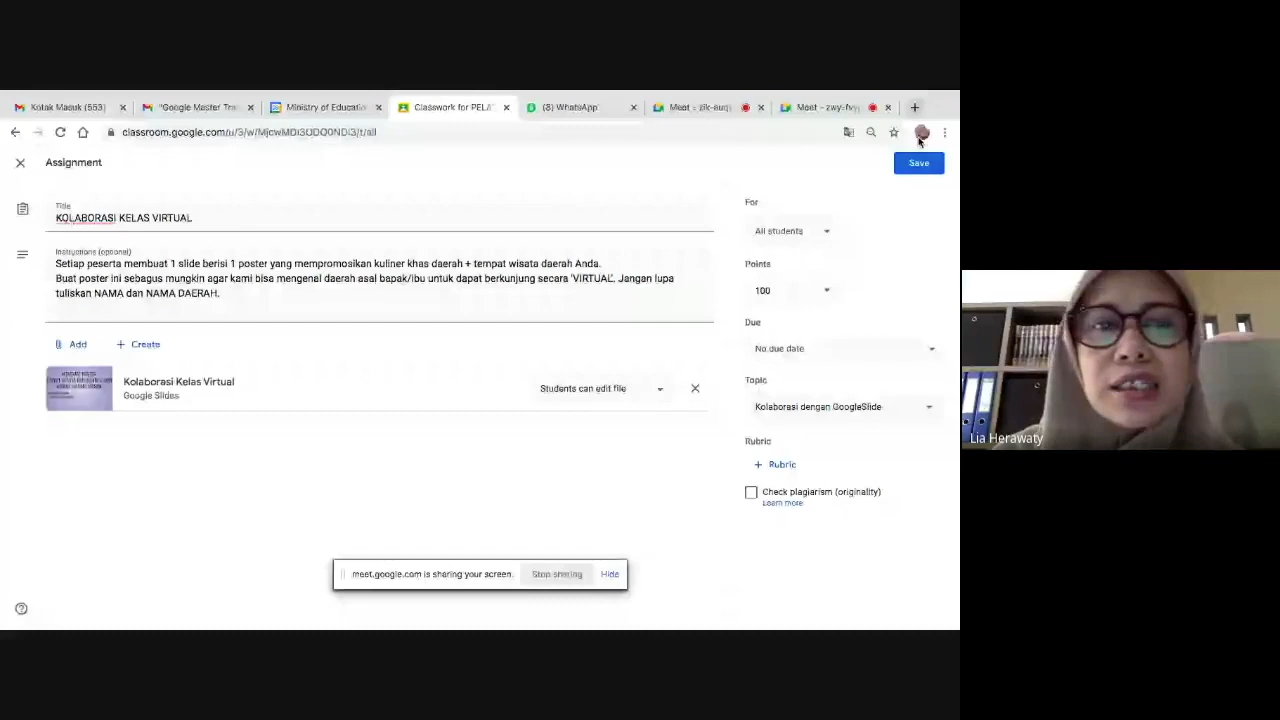 Kotak Masuk (553)
"Google Master Tra
Ministry of Educatio
Classwork for PELAT
(8) WhatsApp
Meet - zik-auqj
Meet - zwy-fvyj
classroom.google.com/u/3/w/
Assignment
Save
Title
KOLABORASI KELAS VIRTUAL
Instructions (optional)
Setiap peserta membuat 1 slide berisi 1 poster yang mempromosikan kuliner khas daerah + tempat wisata daerah Anda.
Buat poster ini sebagus mungkin agar kami bisa mengenal daerah asal bapak/ibu untuk dapat berkunjung secara 'VIRTUAL'. Jangan lupa
tuliskan NAMA dan NAMA DAERAH.
Add
Create
Kolaborasi Kelas Virtual
Google Slides
Students can edit file
For
All students
Points
100
Due
No due date
Topic
Kolaborasi dengan GoogleSlide
Rubric
+ Rubric
Check plagiarism (originality)
Learn more
meet.google.com is sharing your screen.
Stop sharing
Hide
Lia Herawaty